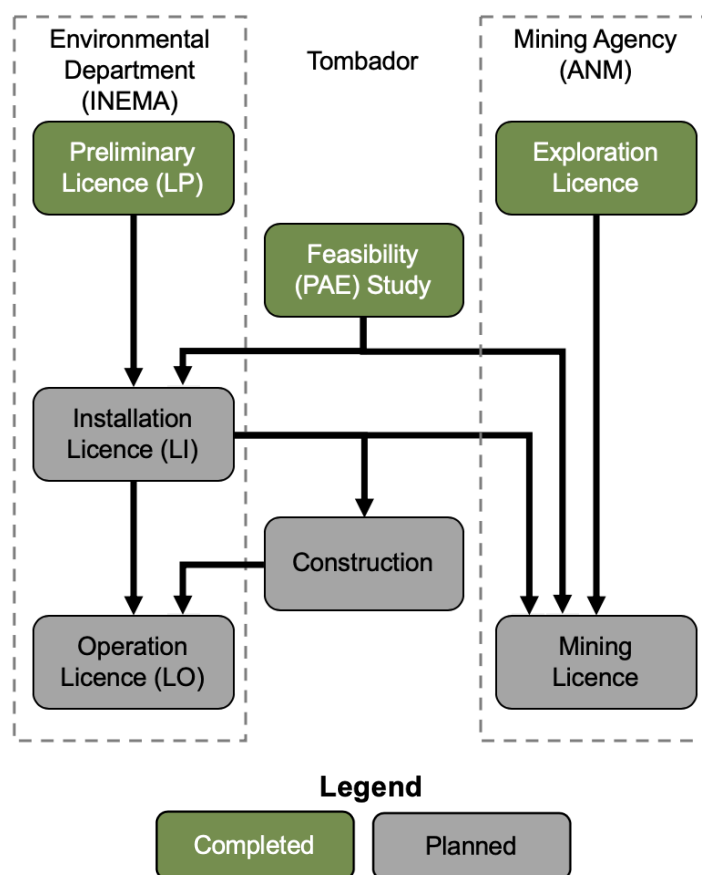 Environmental
Department
(INEMA)
Tombador
Mining Agency
(ANM)
Preliminary
Licence (LP)
Exploration
Licence
Feasibility
(PAE) Study
Installation
Licence (LI)
Construction
Operation
Licence (LO)
Mining
Licence
Legend
Completed
Planned